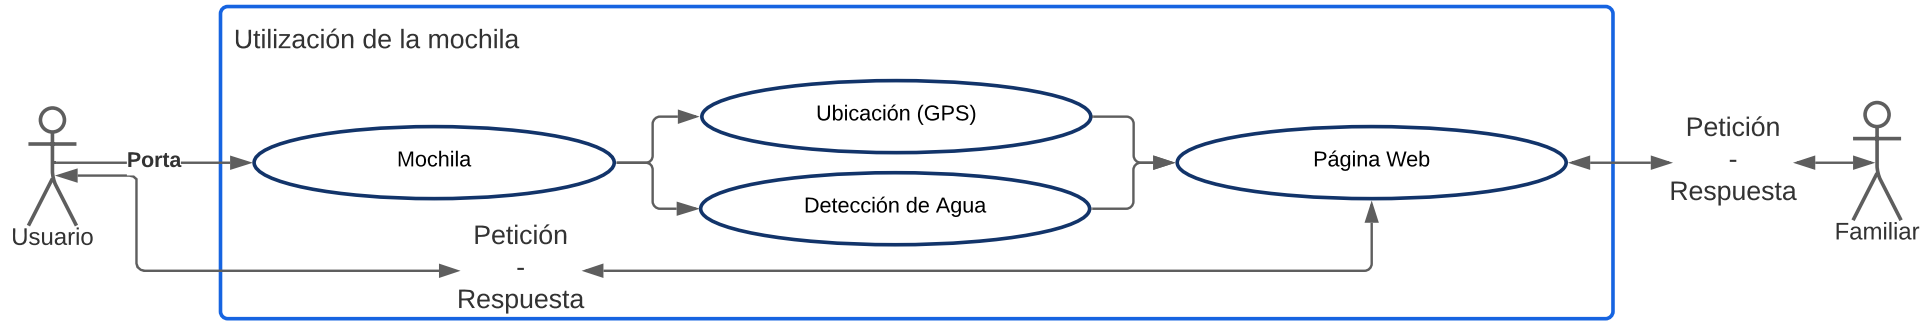 Utilización de la mochila
Usuario
Porta
Mochila
Ubicación (GPS)
Detección de Agua
Página Web
Petición
-
Respuesta
Petición
-
Respuesta
Familiar